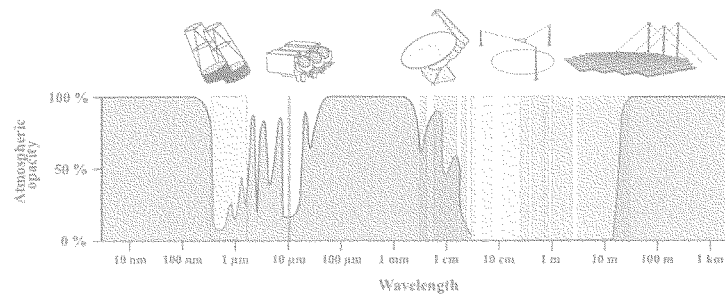 100 %
Atmospheric
opacity
50 %
0 %
10 nm 100 nm 1 μm 10 μm 100 μm 1 mm 1 cm 10 cm 1 m 10 m 100 m 1 km
Wavelength